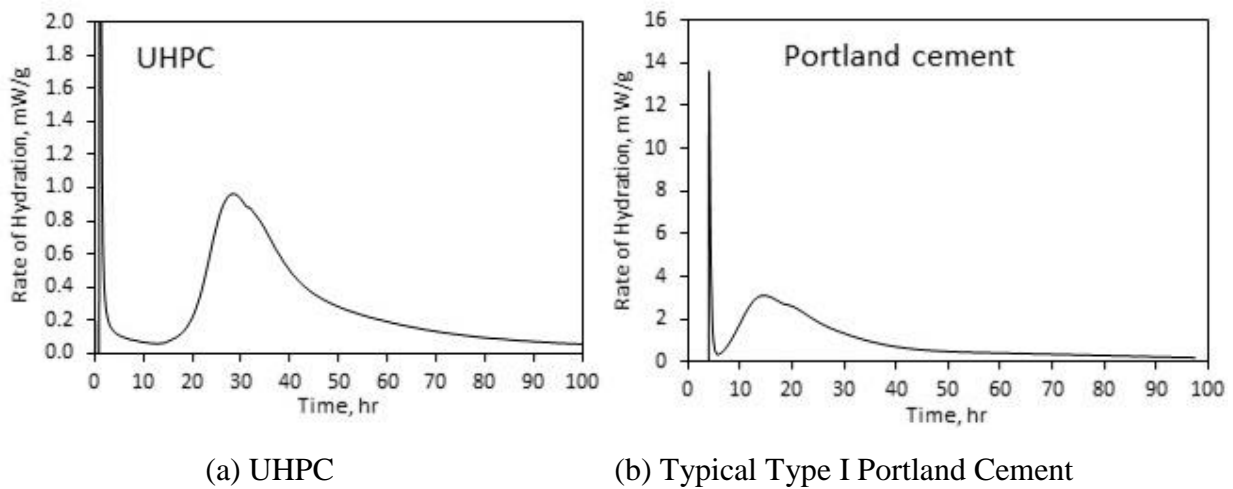 UHPC
Rate of Hydration, mW/g
2.0
1.8
1.6
1.4
1.2
1.0
0.8
0.6
0.4
0.2
0.0
0 10 20 30 40 50 60 70 80 90 100
Time, hr
Portland cement
Rate of Hydration, m W/g
16
14
12
10
8
6
4
2
0
0 10 20 30 40 50 60 70 80 90 100
Time, hr
(a) UHPC
(b) Typical Type I Portland Cement